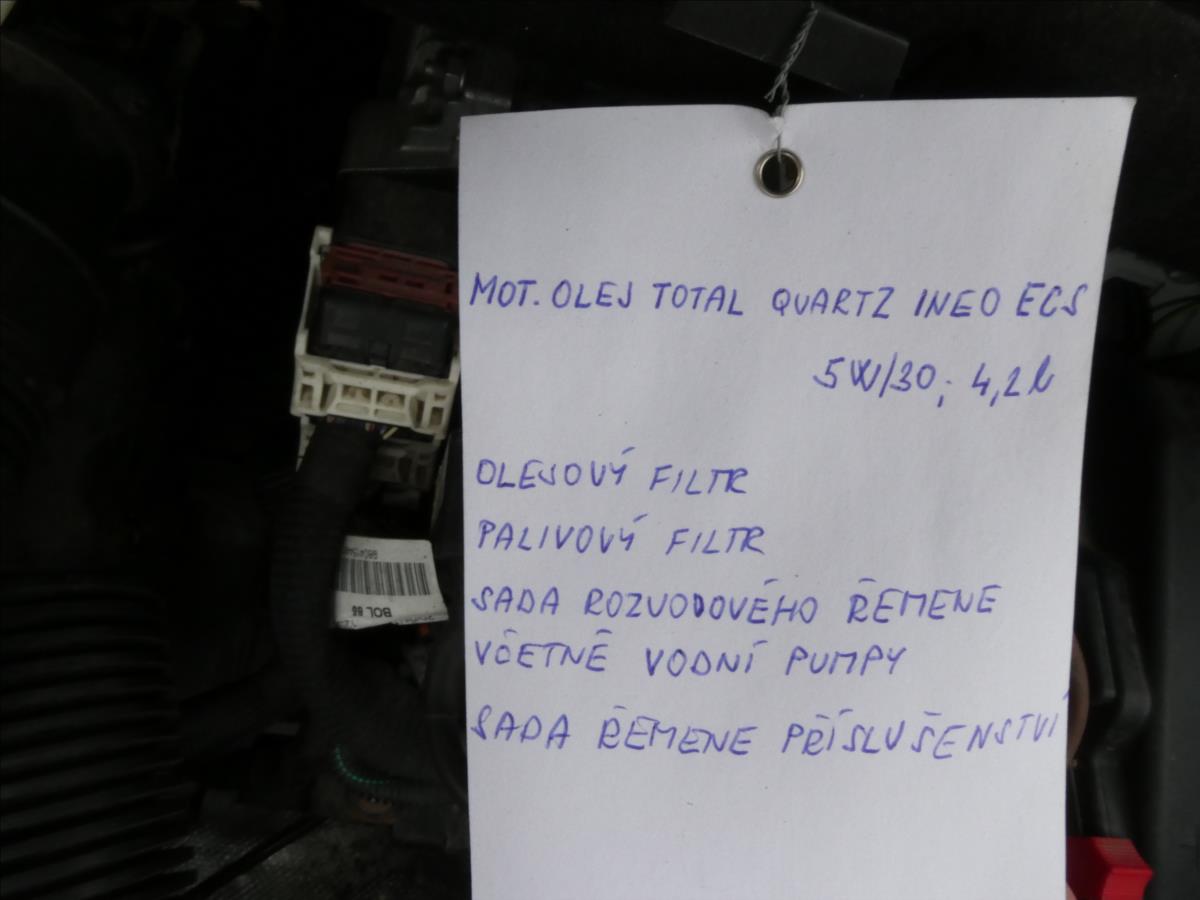 MOT. OLEJ TOTAL QUARTZ INEO ECS
5W/30; 4,2l
OLEJOVÝ FILTR
PALIVOVÝ FILTR
SADA ROZVODOVÉHO ŘEMENE
VČETNĚ VODNÍ PUMPY
SADA ŘEMENE PŘÍSLUŠENSTVÍ
BOL 86